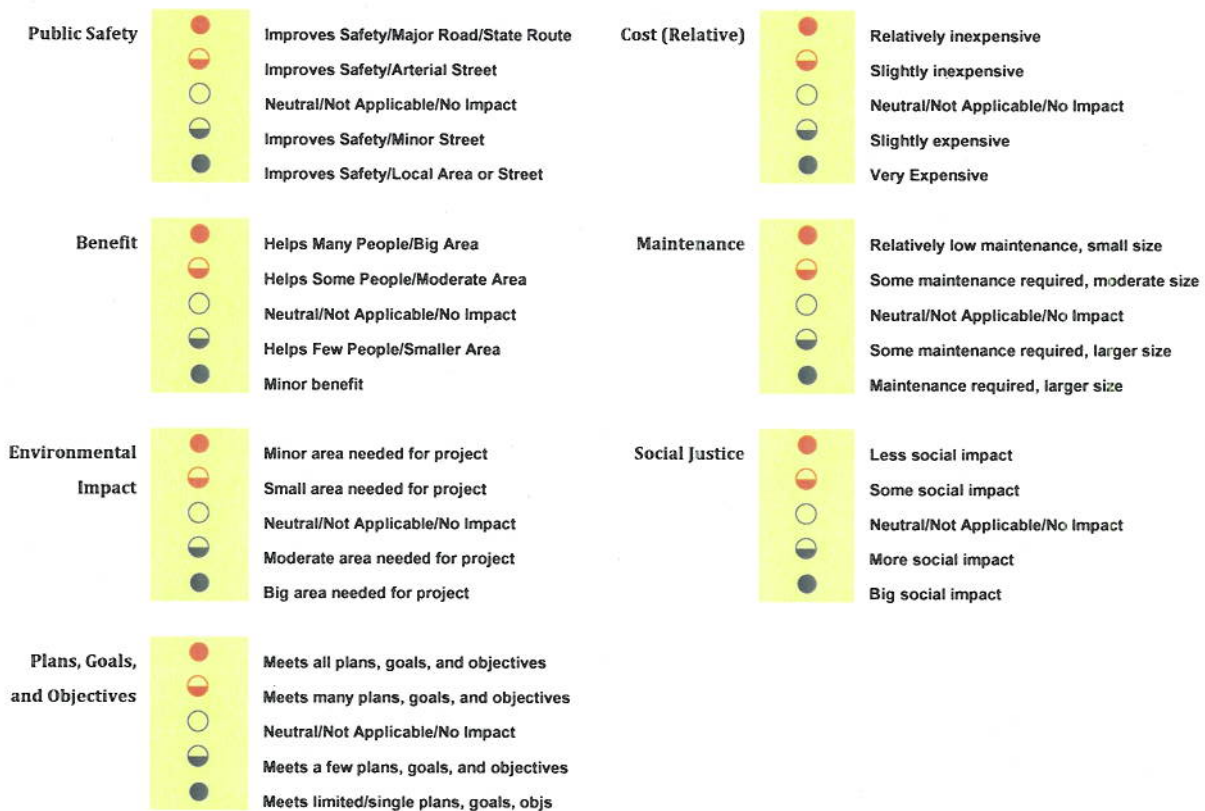 Public Safety
Improves Safety/Major Road/State Route
Improves Safety/Arterial Street
Neutral/Not Applicable/No Impact
Improves Safety/Minor Street
Improves Safety/Local Area or Street
Cost (Relative)
Relatively inexpensive
Slightly inexpensive
Neutral/Not Applicable/No Impact
Slightly expensive
Very Expensive
Benefit
Helps Many People/Big Area
Helps Some People/Moderate Area
Neutral/Not Applicable/No Impact
Helps Few People/Smaller Area
Minor benefit
Maintenance
Relatively low maintenance, small size
Some maintenance required, moderate size
Neutral/Not Applicable/No Impact
Some maintenance required, larger size
Maintenance required, larger size
Environmental
Impact
Minor area needed for project
Small area needed for project
Neutral/Not Applicable/No Impact
Moderate area needed for project
Big area needed for project
Social Justice
Less social impact
Some social impact
Neutral/Not Applicable/No Impact
More social impact
Big social impact
Plans, Goals,
and Objectives
Meets all plans, goals, and objectives
Meets many plans, goals, and objectives
Neutral/Not Applicable/No Impact
Meets a few plans, goals, and objectives
Meets limited/single plans, goals, objs